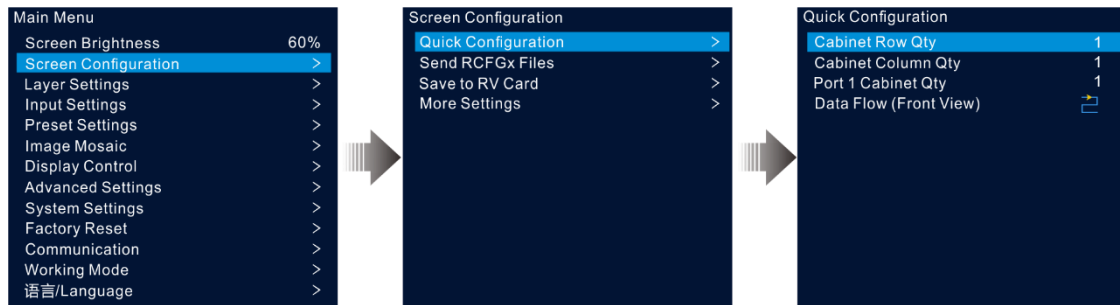 Main Menu
Screen Brightness 60%
Screen Configuration >
Layer Settings >
Input Settings >
Preset Settings >
Image Mosaic >
Display Control >
Advanced Settings >
System Settings >
Factory Reset >
Communication >
Working Mode >
语言/Language >
Screen Configuration
Quick Configuration >
Send RCFGx Files >
Save to RV Card >
More Settings >
Quick Configuration
Cabinet Row Qty 1
Cabinet Column Qty 1
Port 1 Cabinet Qty 1
Data Flow (Front View)